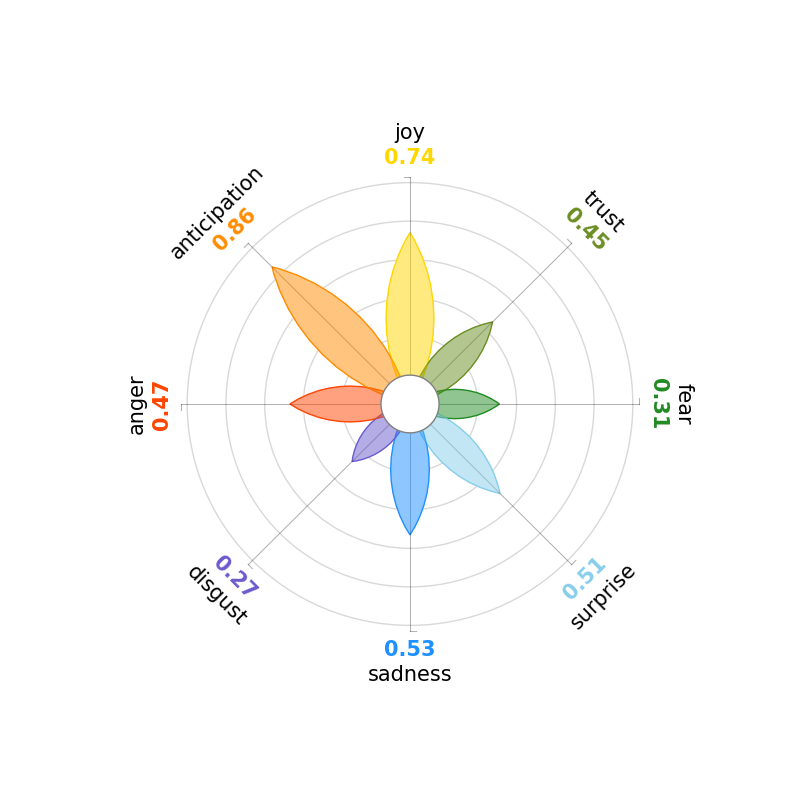 joy
0.74
trust
0.45
fear
0.31
surprise
0.51
0.53
sadness
disgust
0.27
anger
0.47
anticipation
0.86